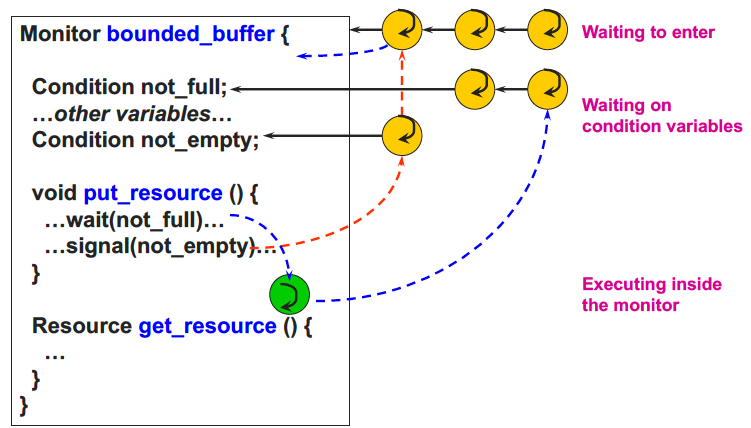 Monitor bounded_buffer {
Waiting to enter
Condition not_full;
…other variables…
Condition not_empty;
Waiting on
condition variables
void put_resource () {
…wait(not_full)…
…signal(not_empty)…
}
Executing inside
the monitor
Resource get_resource () {
…
}
}